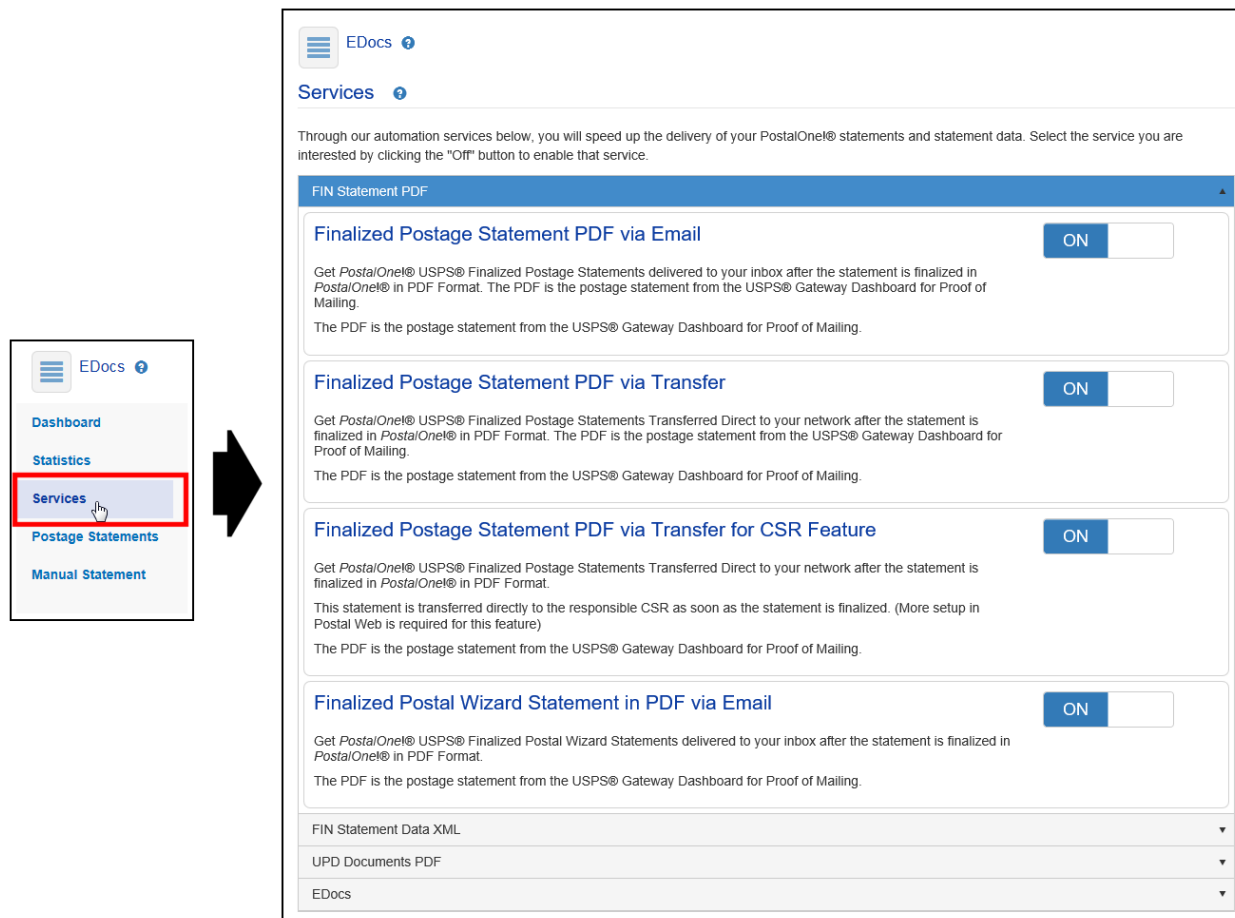 EDocs
Dashboard
Statistics
Services
Postage Statements
Manual Statement
EDocs
Services
Through our automation services below, you will speed up the delivery of your PostalOne!® statements and statement data. Select the service you are
interested by clicking the "Off" button to enable that service.
FIN Statement PDF
Finalized Postage Statement PDF via Email
ON
Get PostalOne!® USPS® Finalized Postage Statements delivered to your inbox after the statement is finalized in
PostalOne!® in PDF Format. The PDF is the postage statement from the USPS® Gateway Dashboard for Proof of
Mailing.
The PDF is the postage statement from the USPS® Gateway Dashboard for Proof of Mailing.
Finalized Postage Statement PDF via Transfer
ON
Get PostalOne!® USPS® Finalized Postage Statements Transferred Direct to your network after the statement is
finalized in PostalOne!® in PDF Format. The PDF is the postage statement from the USPS® Gateway Dashboard for
Proof of Mailing.
The PDF is the postage statement from the USPS® Gateway Dashboard for Proof of Mailing.
Finalized Postage Statement PDF via Transfer for CSR Feature
ON
Get PostalOne!® USPS® Finalized Postage Statements Transferred Direct to your network after the statement is
finalized in PostalOne!® in PDF Format.
This statement is transferred directly to the responsible CSR as soon as the statement is finalized. (More setup in
Postal Web is required for this feature)
The PDF is the postage statement from the USPS® Gateway Dashboard for Proof of Mailing.
Finalized Postal Wizard Statement in PDF via Email
ON
Get PostalOne!® USPS® Finalized Postal Wizard Statements delivered to your inbox after the statement is finalized in
PostalOne!® in PDF Format.
The PDF is the postage statement from the USPS® Gateway Dashboard for Proof of Mailing.
FIN Statement Data XML
UPD Documents PDF
EDocs